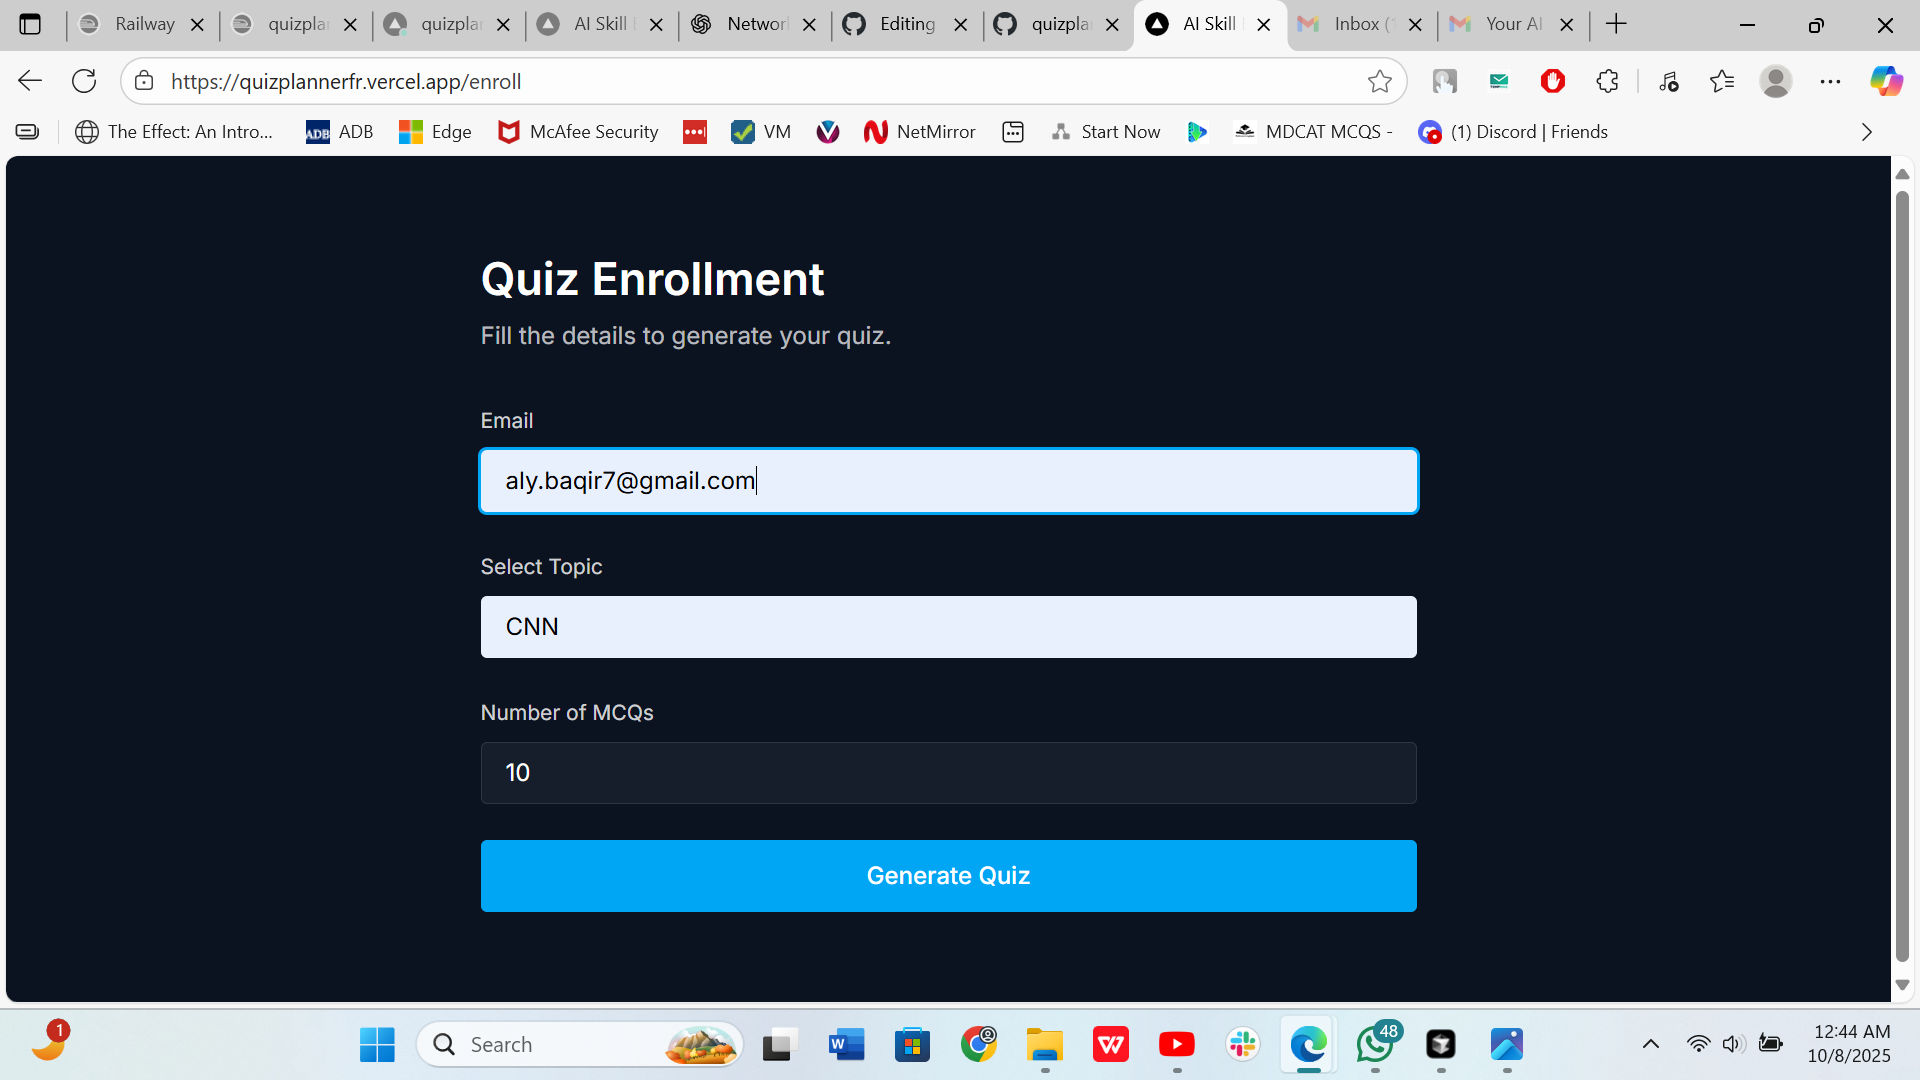 Railway
quizplar
quizplar
AI Skill
Networ
Editing
quizpla
AI Skill
Inbox (
Your AI
https://quizplannerfr.vercel.app/enroll
The Effect: An Intro...
ADB
ADB
Edge
McAfee Security
VM
NetMirror
Start Now
MDCAT MCQS -
(1) Discord | Friends
Quiz Enrollment
Fill the details to generate your quiz.
Email
aly.baqir7@gmail.com
Select Topic
CNN
Number of MCQs
10
Generate Quiz
1
Search
W
W
48
12:44 AM
10/8/2025